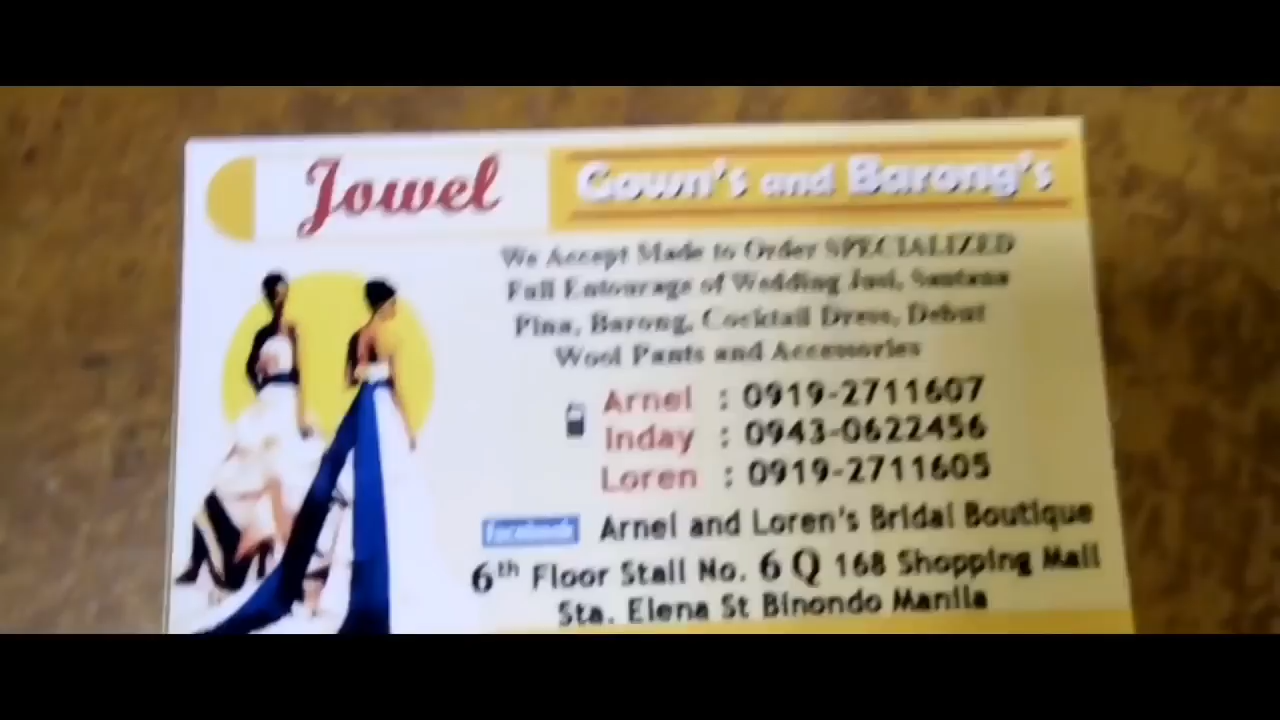 Jowel Gown's and Barong's
We Accept Made to Order SPECIALIZED
Full Entourage of Wedding Jusi, Santana
Pina, Barong, Cocktail Dress, Debut
Wool Pants and Accessories
Arnel : 0919-2711607
Inday : 0943-0622456
Loren : 0919-2711605
Facebook Arnel and Loren's Bridal Boutique
6th Floor Stall No. 6 Q 168 Shopping Mall
Sta. Elena St Binondo Manila